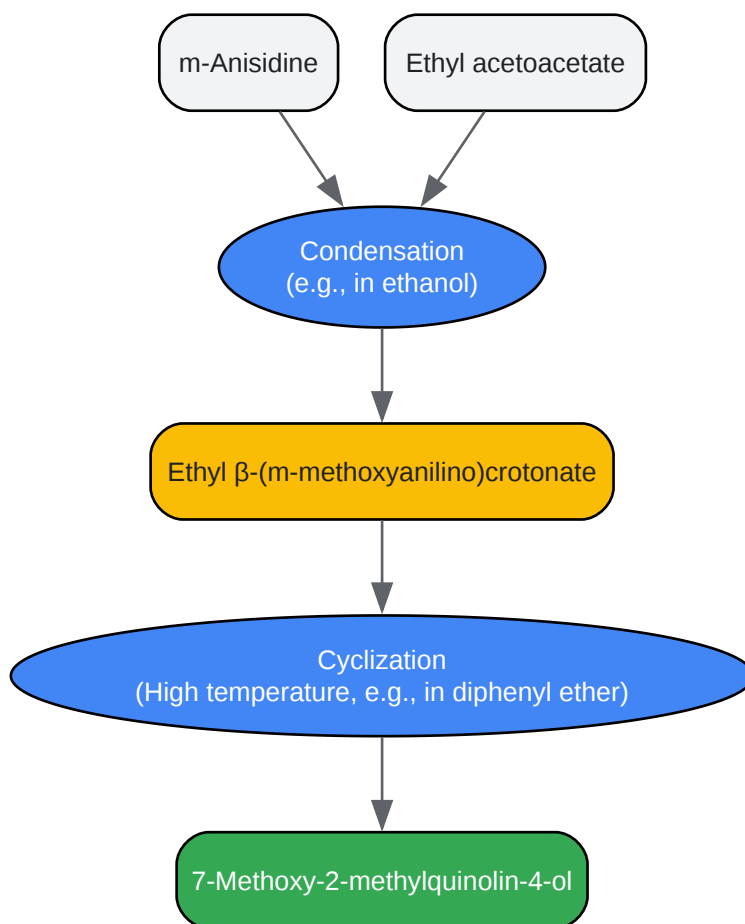 m-Anisidine
Ethyl acetoacetate
Condensation
(e.g., in ethanol)
Ethyl β-(m-methoxyanilino)crotonate
Cyclization
(High temperature, e.g., in diphenyl ether)
7-Methoxy-2-methylquinolin-4-ol